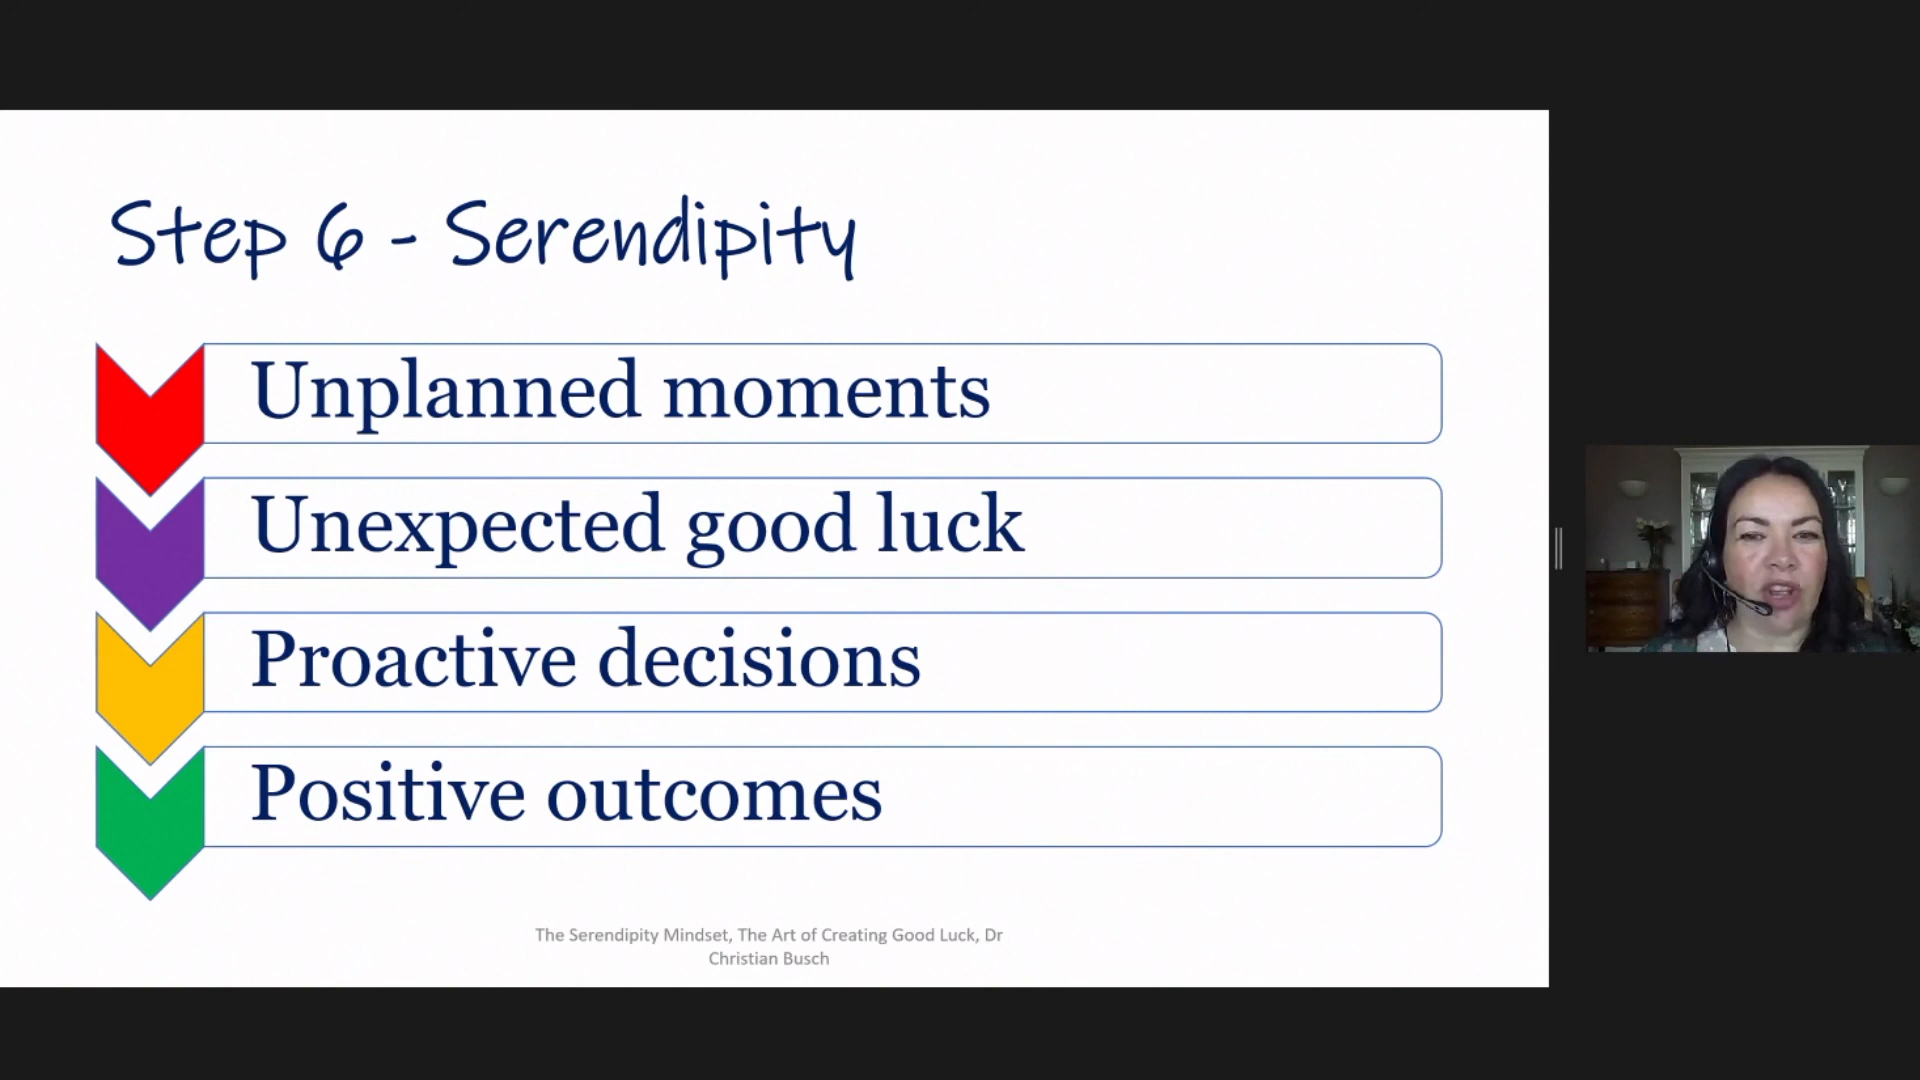 Step 6 - Serendipity
Unplanned moments
Unexpected good luck
Proactive decisions
Positive outcomes
The Serendipity Mindset, The Art of Creating Good Luck, Dr
Christian Busch